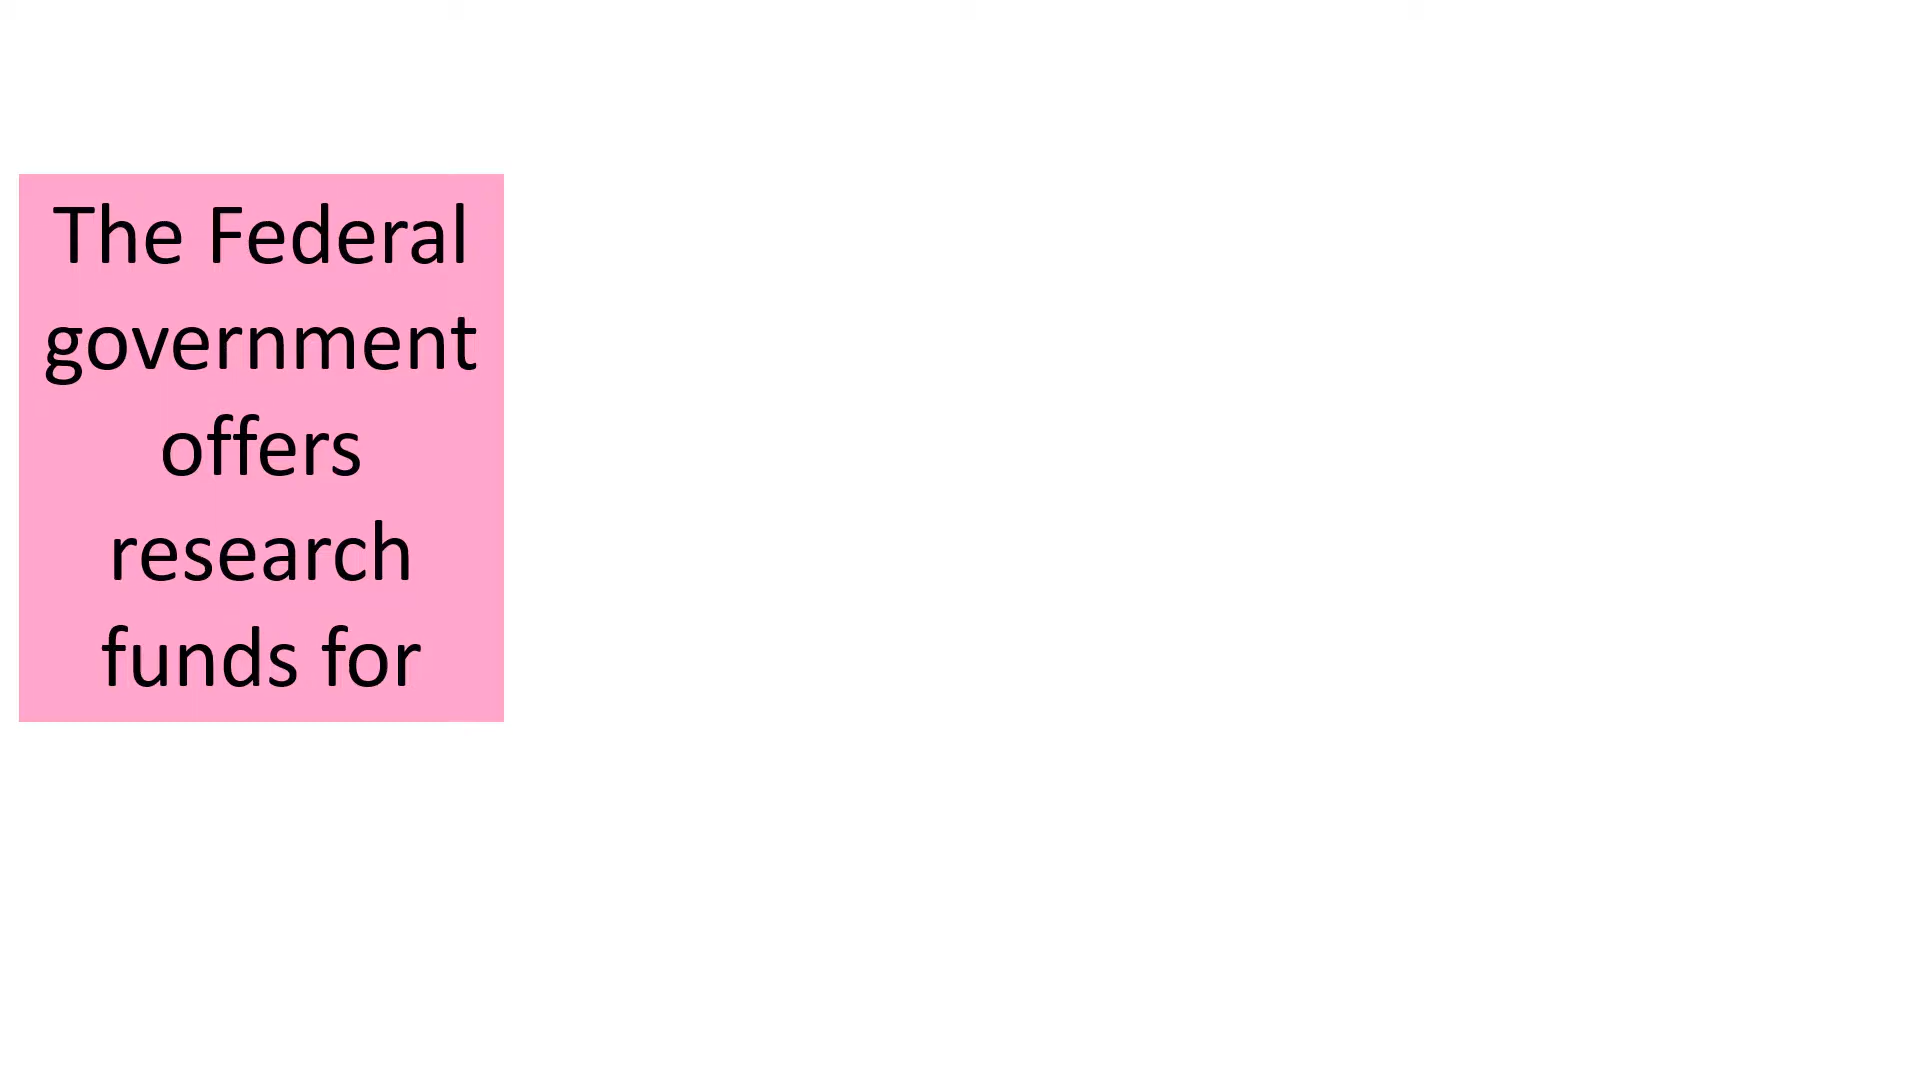 The Federal
government
offers
research
funds for